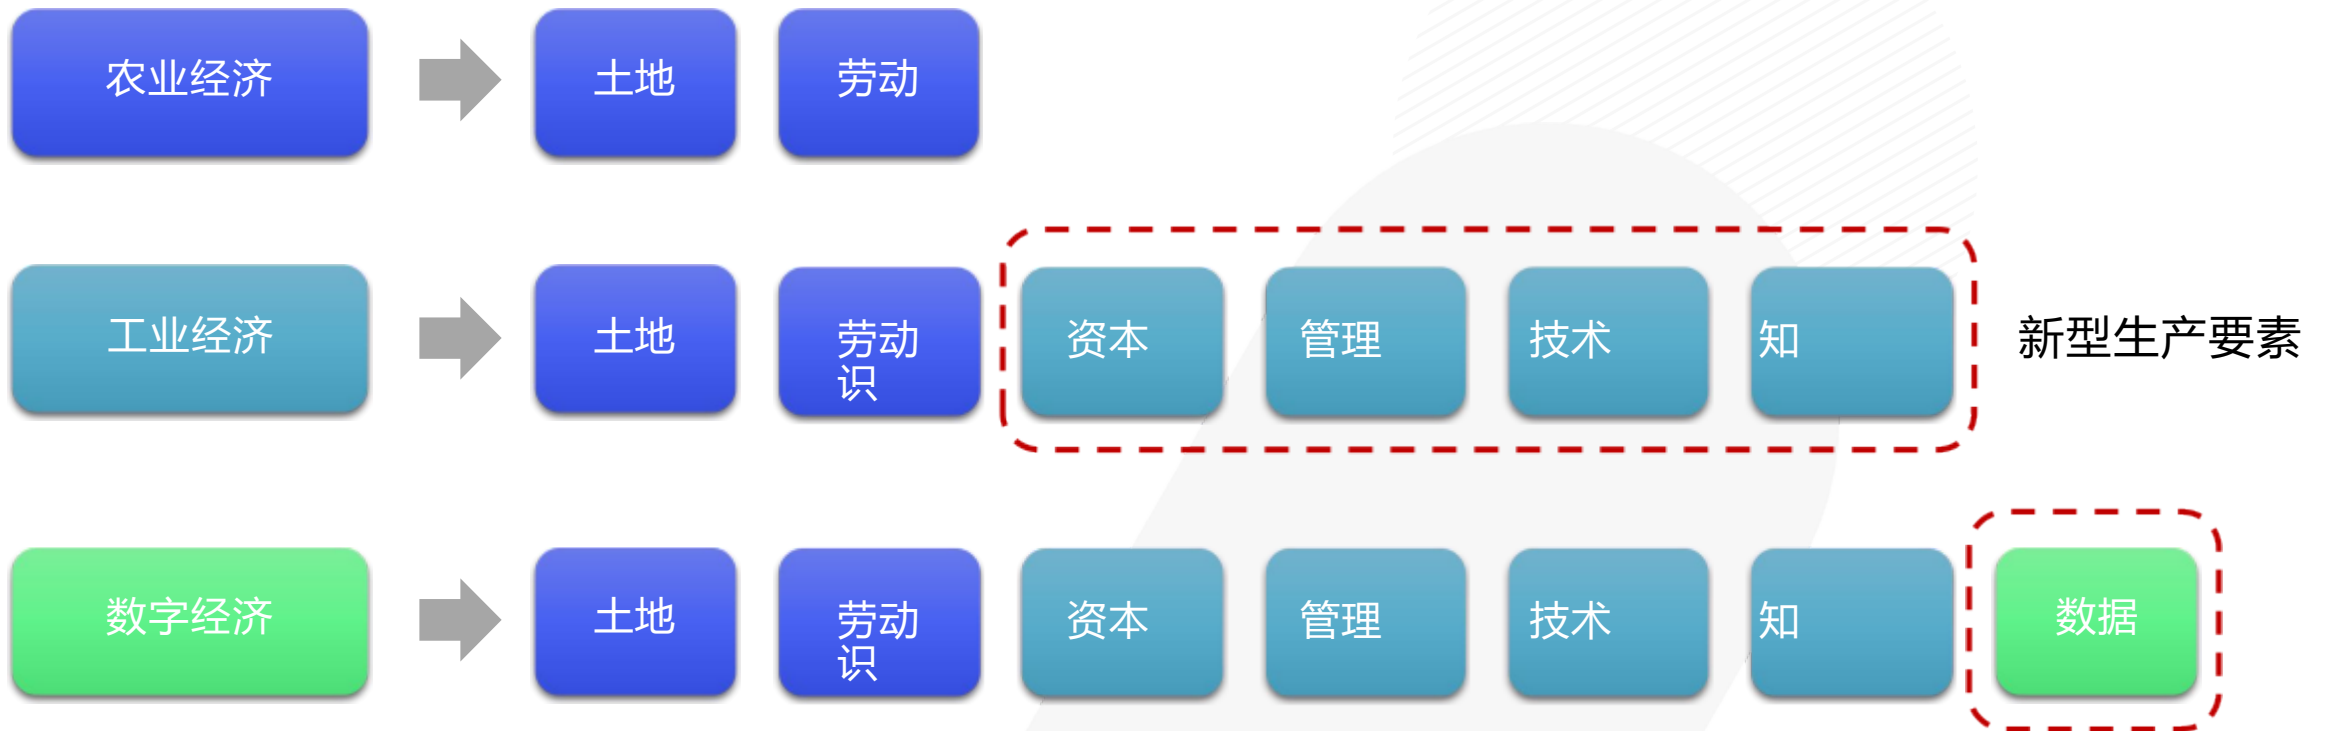 农业经济 土地 劳动
工业经济 土地 劳动 资本 管理 技术 知 新型生产要素
识
数字经济 土地 劳动 资本 管理 技术 知 数据
识